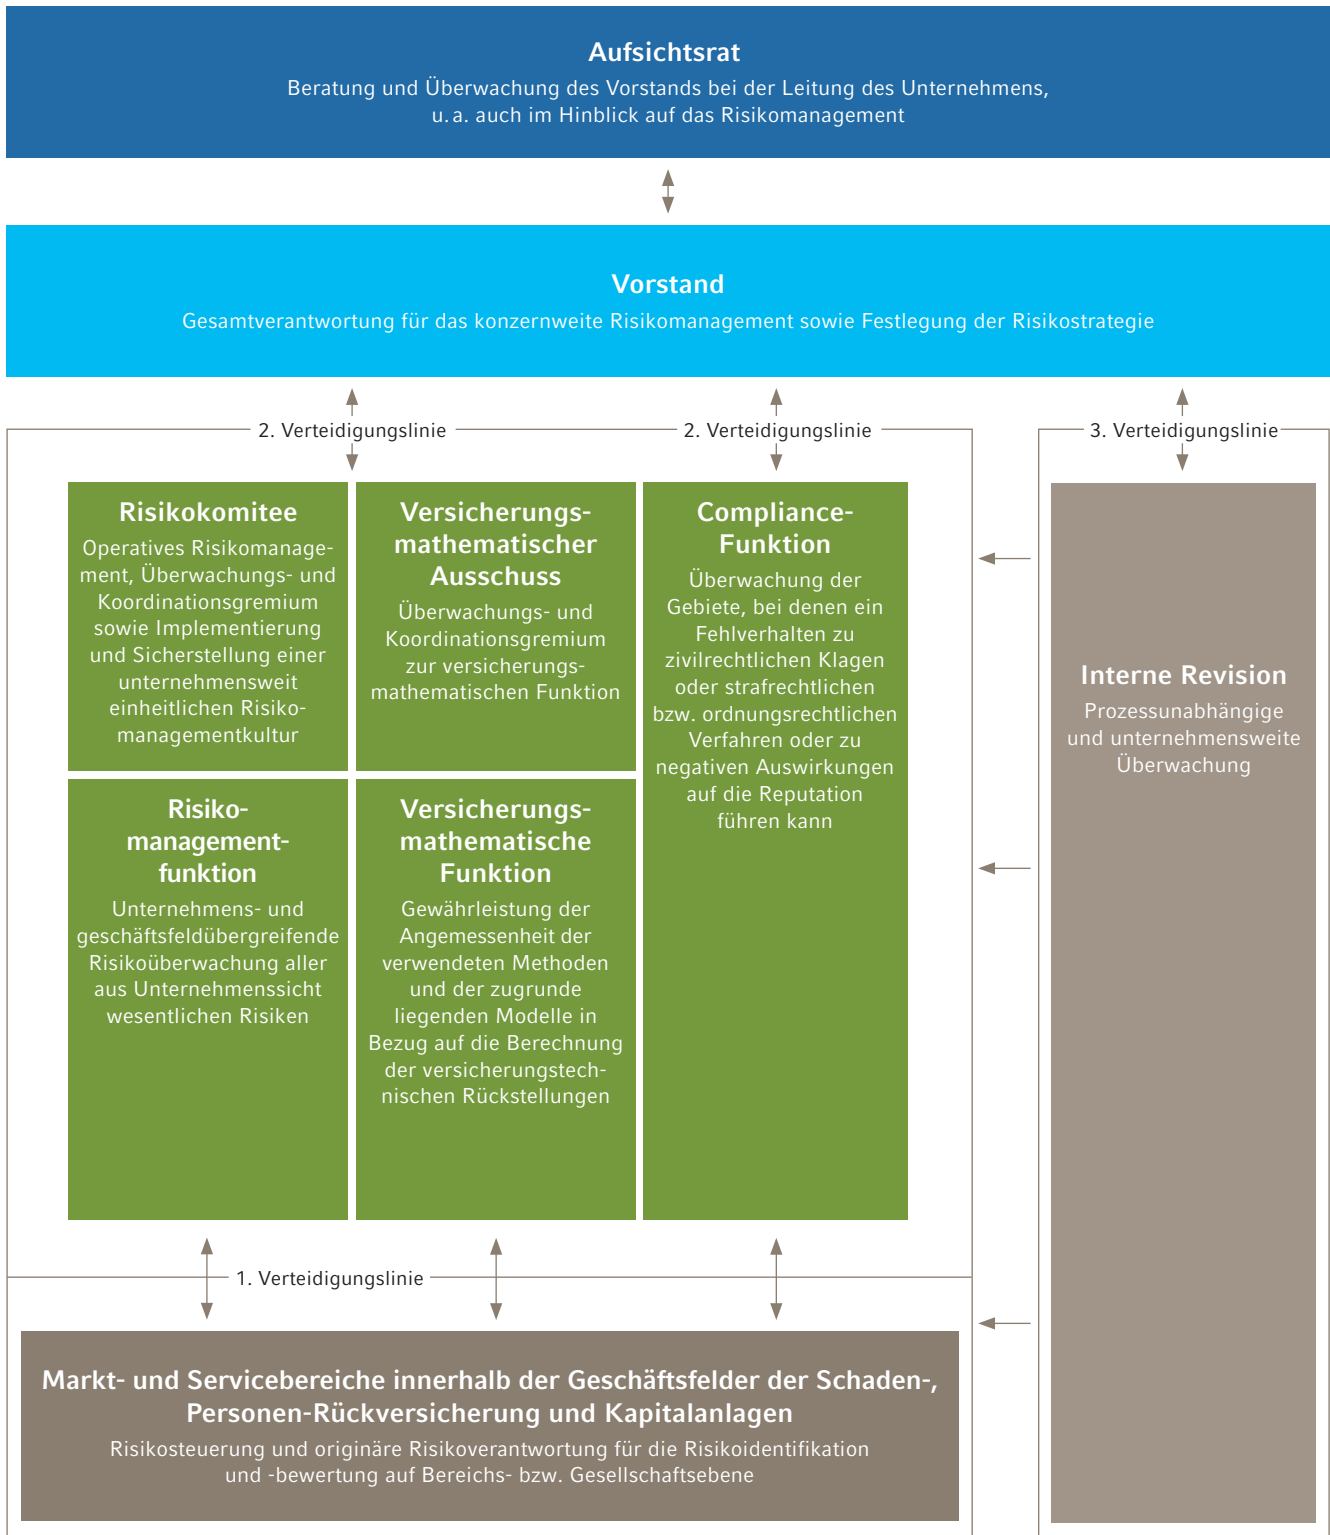 Aufsichtsrat
Beratung und Überwachung des Vorstands bei der Leitung des Unternehmens,
u. a. auch im Hinblick auf das Risikomanagement
Vorstand
Gesamtverantwortung für das konzernweite Risikomanagement sowie Festlegung der Risikostrategie
2. Verteidigungslinie
2. Verteidigungslinie
3. Verteidigungslinie
Risikokomitee
Operatives Risikomanage-
ment, Überwachungs- und
Koordinationsgremium
sowie Implementierung
und Sicherstellung einer
unternehmensweit
einheitlichen Risiko-
managementkultur
Versicherungs-
mathematischer
Ausschuss
Überwachungs- und
Koordinationsgremium
zur versicherungs-
mathematischen Funktion
Compliance-
Funktion
Überwachung der
Gebiete, bei denen ein
Fehlverhalten zu
zivilrechtlichen Klagen
oder strafrechtlichen
bzw. ordnungsrechtlichen
Verfahren oder zu
negativen Auswirkungen
auf die Reputation
führen kann
Interne Revision
Prozessunabhängige
und unternehmensweite
Überwachung
Risiko-
management-
funktion
Unternehmens- und
geschäftsfeldübergreifende
Risikoüberwachung aller
aus Unternehmenssicht
wesentlichen Risiken
Versicherungs-
mathematische
Funktion
Gewährleistung der
Angemessenheit der
verwendeten Methoden
und der zugrunde
liegenden Modelle in
Bezug auf die Berechnung
der versicherungstech-
nischen Rückstellungen
1. Verteidigungslinie
Markt- und Servicebereiche innerhalb der Geschäftsfelder der Schaden-,
Personen-Rückversicherung und Kapitalanlagen
Risikosteuerung und originäre Risikoverantwortung für die Risikoidentifikation
und -bewertung auf Bereichs- bzw. Gesellschaftsebene